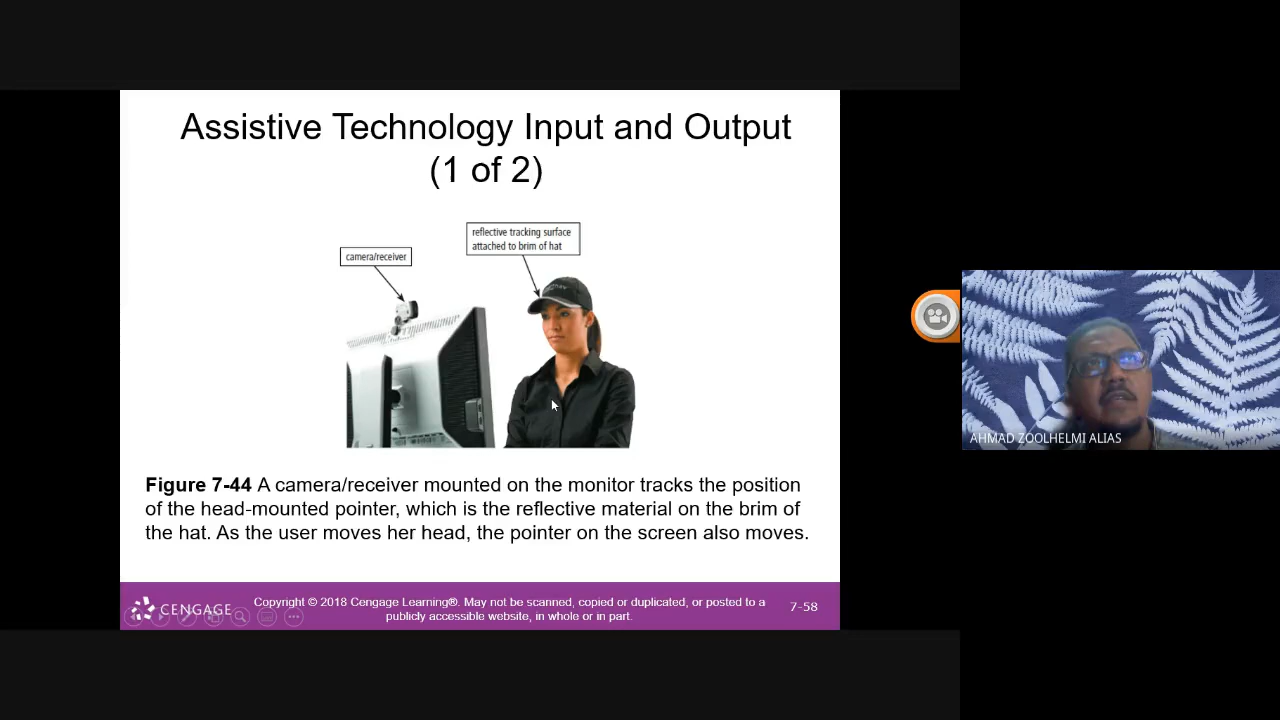 Assistive Technology Input and Output
(1 of 2)
reflective tracking surface
attached to brim of hat
camera/receiver
Figure 7-44 A camera/receiver mounted on the monitor tracks the position
of the head-mounted pointer, which is the reflective material on the brim of
the hat. As the user moves her head, the pointer on the screen also moves.
CENGAGE
Copyright © 2018 Cengage Learning®. May not be scanned, copied or duplicated, or posted to a
publicly accessible website, in whole or in part.
7-58
AHMAD ZOOLHELMI ALIAS